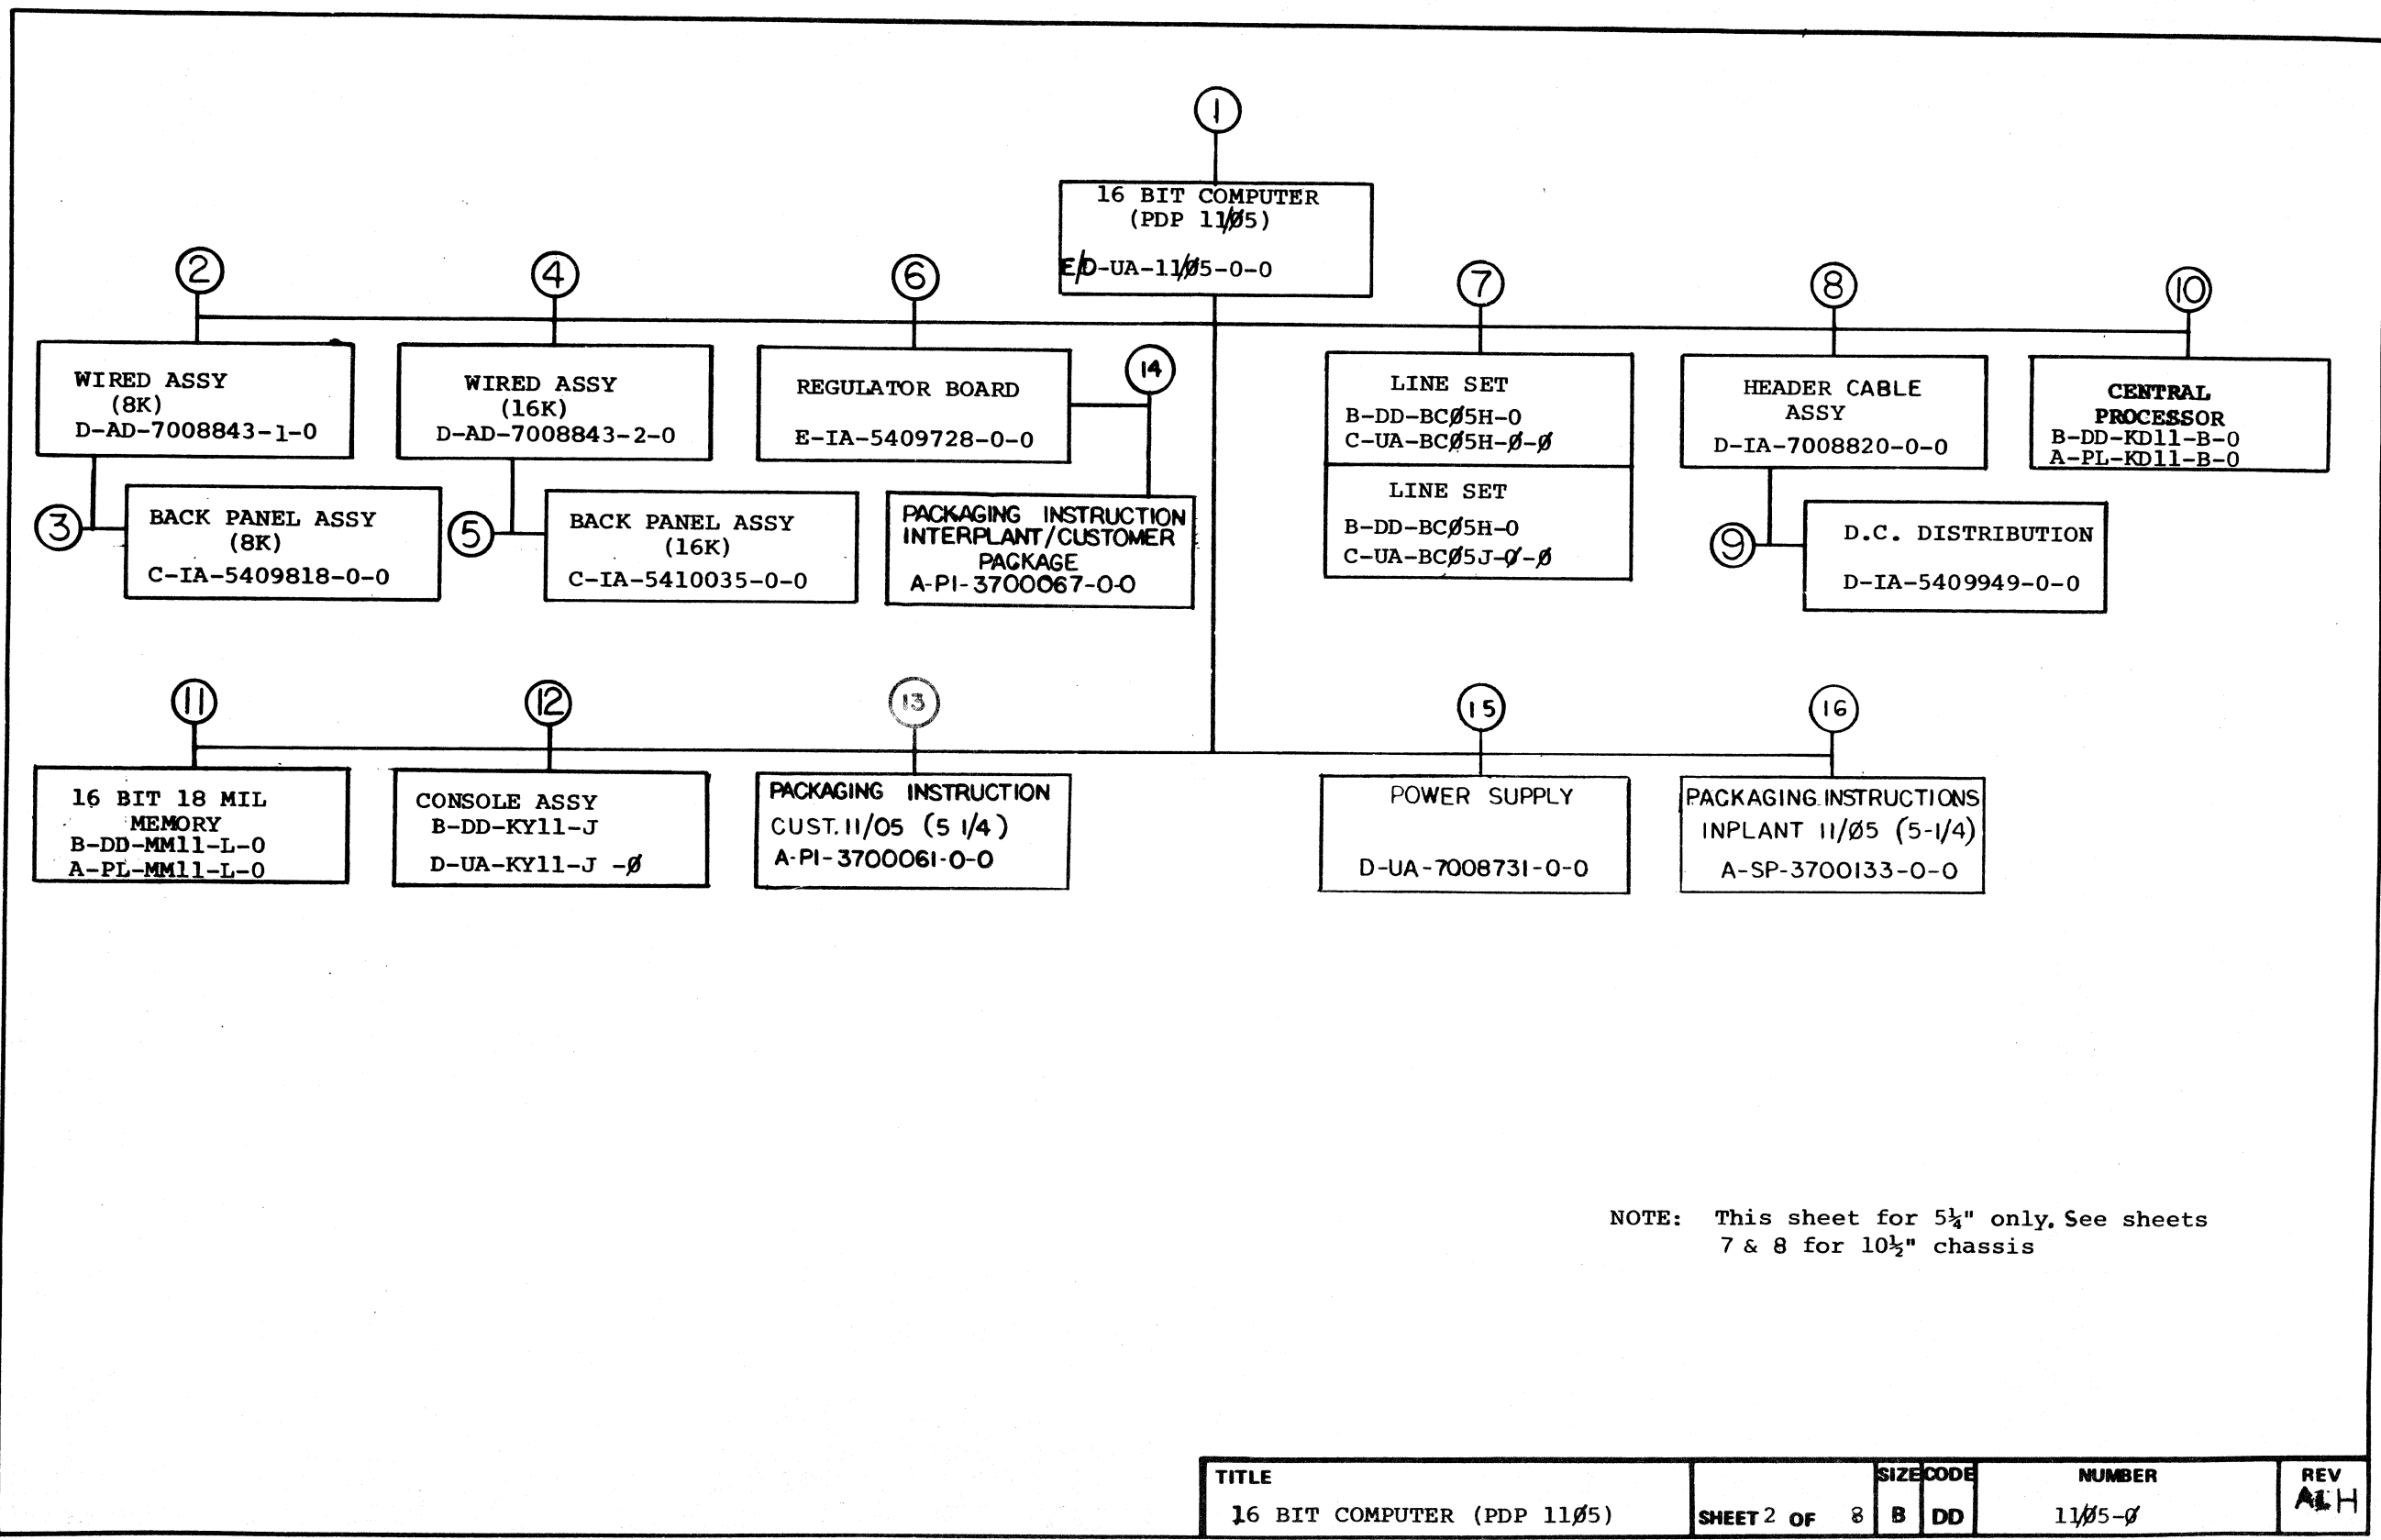 1
16 BIT COMPUTER
(PDP 11/Ø5)
E/D-UA-11/Ø5-0-0
2
WIRED ASSY
(8K)
D-AD-7008843-1-0
3
BACK PANEL ASSY
(8K)
C-IA-5409818-0-0
4
WIRED ASSY
(16K)
D-AD-7008843-2-0
5
BACK PANEL ASSY
(16K)
C-IA-5410035-0-0
6
REGULATOR BOARD
E-IA-5409728-0-0
14
PACKAGING INSTRUCTION
INTERPLANT/CUSTOMER
PACKAGE
A-PI-3700067-0-0
7
LINE SET
B-DD-BCØ5H-0
C-UA-BCØ5H-Ø-Ø
LINE SET
B-DD-BCØ5H-0
C-UA-BCØ5J-Ø-Ø
8
HEADER CABLE
ASSY
D-IA-7008820-0-0
9
D.C. DISTRIBUTION
D-IA-5409949-0-0
10
CENTRAL
PROCESSOR
B-DD-KD11-B-0
A-PL-KD11-B-0
11
16 BIT 18 MIL
MEMORY
B-DD-MM11-L-0
A-PL-MM11-L-0
12
CONSOLE ASSY
B-DD-KY11-J
D-UA-KY11-J -Ø
13
PACKAGING INSTRUCTION
CUST. 11/05 (5 1/4)
A-PI-3700061-0-0
15
POWER SUPPLY
D-UA-7008731-0-0
16
PACKAGING INSTRUCTIONS
INPLANT 11/Ø5 (5-1/4)
A-SP-3700133-0-0
NOTE: This sheet for 5¼" only. See sheets
7 & 8 for 10½" chassis
TITLE
16 BIT COMPUTER (PDP 11Ø5)
SHEET 2 OF 8
SIZE
B
CODE
DD
NUMBER
11/Ø5-Ø
REV
H